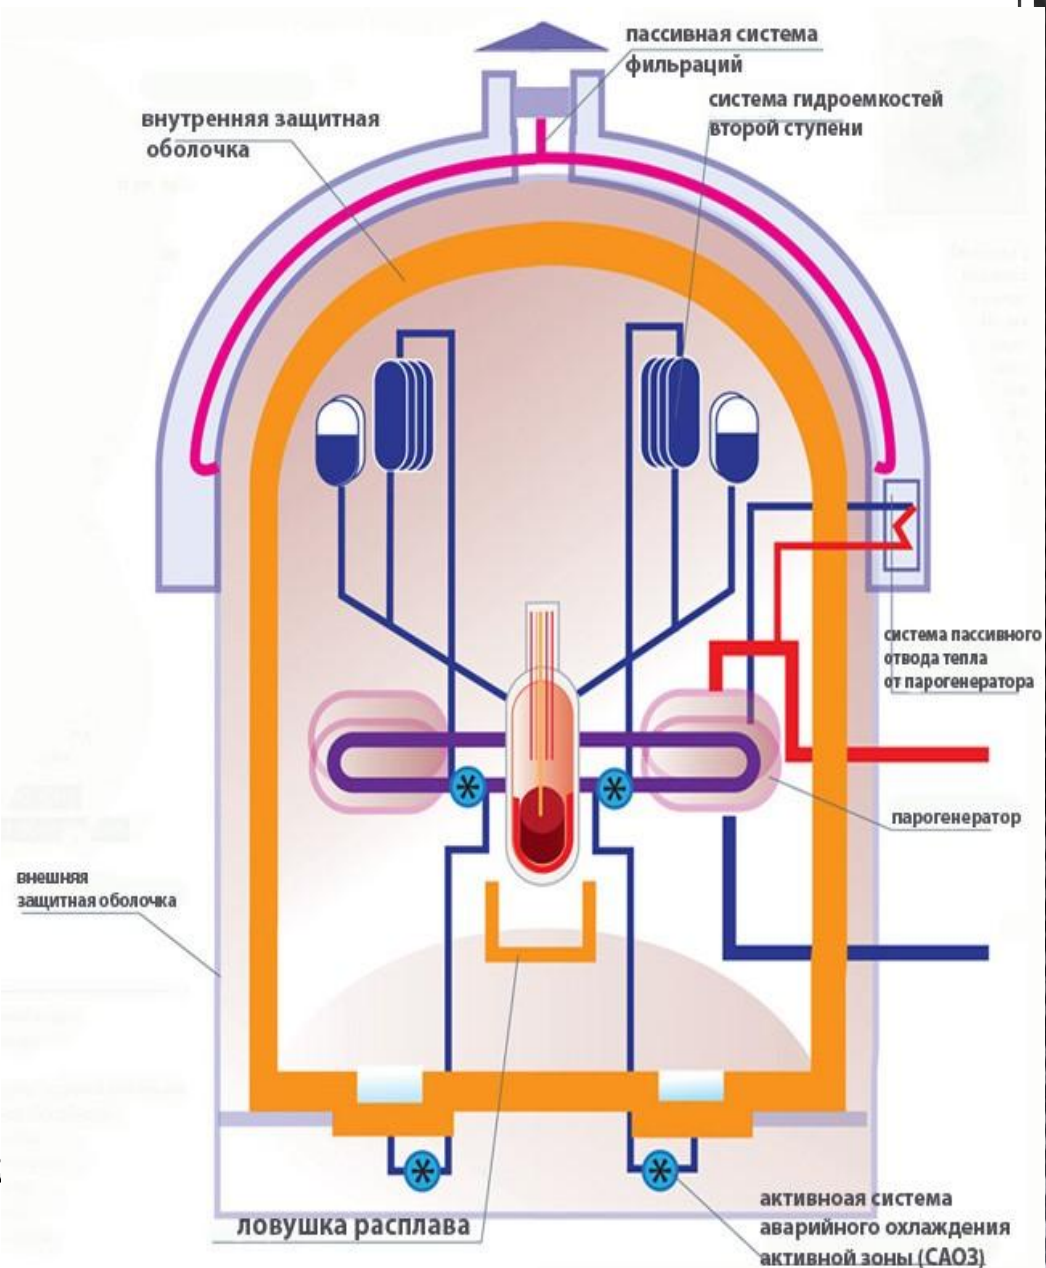 пассивная система
фильраций
система гидроемкостей
второй ступени
внутренняя защитная
оболочка
система пассивного
отвода тепла
от парогенератора
парогенератор
внешняя
защитная оболочка
ловушка расплава
активноая система
аварийного охлаждения
активной зоны (САОЗ)